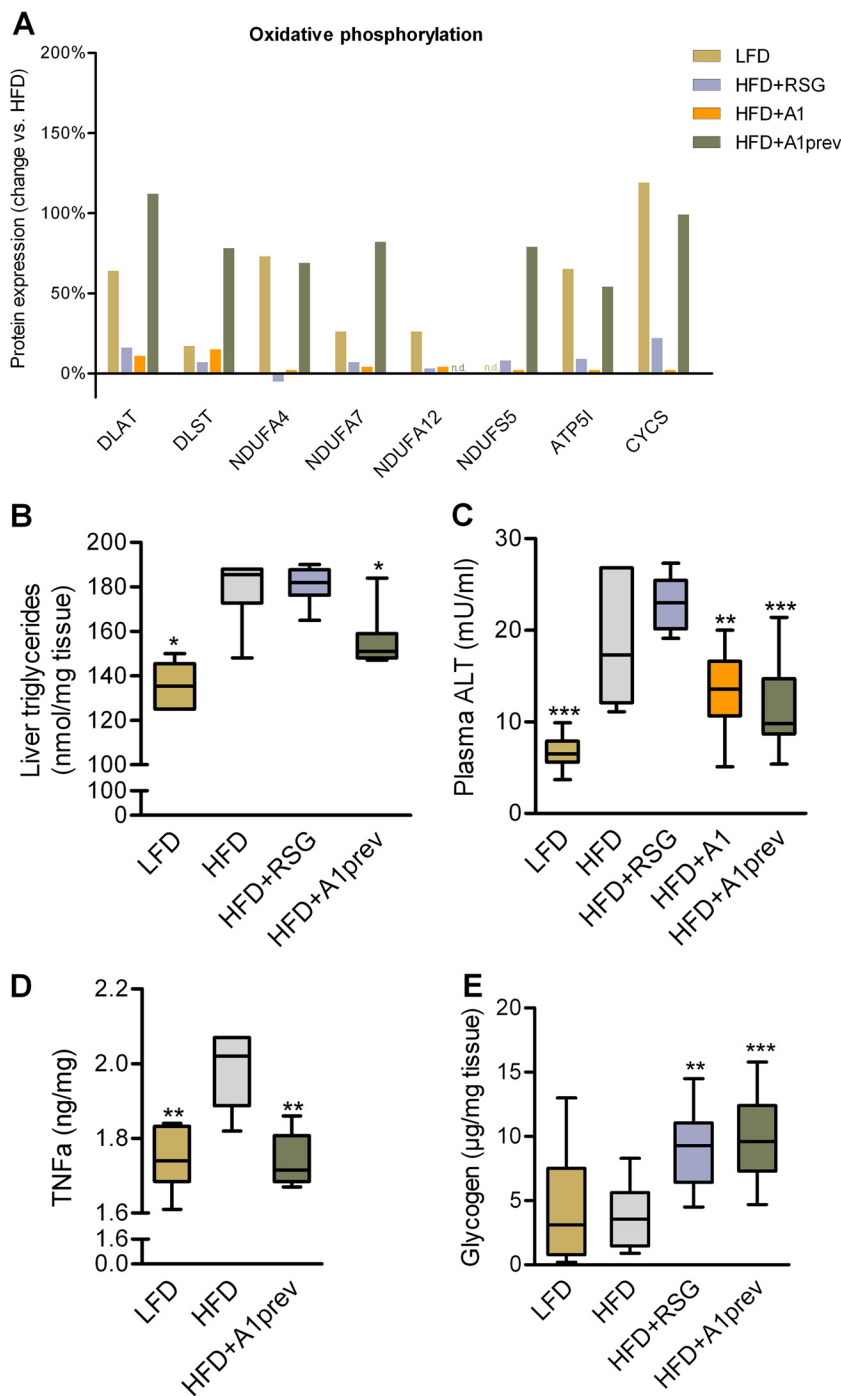 A
Oxidative phosphorylation
Protein expression (change vs. HFD)
200%
150%
100%
50%
0%
n.d.
n.d.
DLAT
DLST
NDUFA4
NDUFA7
NDUFA12
NDUFS5
ATP5I
CYCS
LFD
HFD+RSG
HFD+A1
HFD+A1prev
B
Liver triglycerides
(nmol/mg tissue)
200
180
160
140
120
100
100
0
*
*
LFD
HFD
HFD+RSG
HFD+A1prev
C
Plasma ALT (mU/ml)
30
20
10
0
***
**
***
LFD
HFD
HFD+RSG
HFD+A1
HFD+A1prev
D
TNFa (ng/mg)
2.2
2.0
1.8
1.6
1.6
0.0
**
**
LFD
HFD
HFD+A1prev
E
Glycogen (µg/mg tissue)
20
15
10
5
0
**
***
LFD
HFD
HFD+RSG
HFD+A1prev